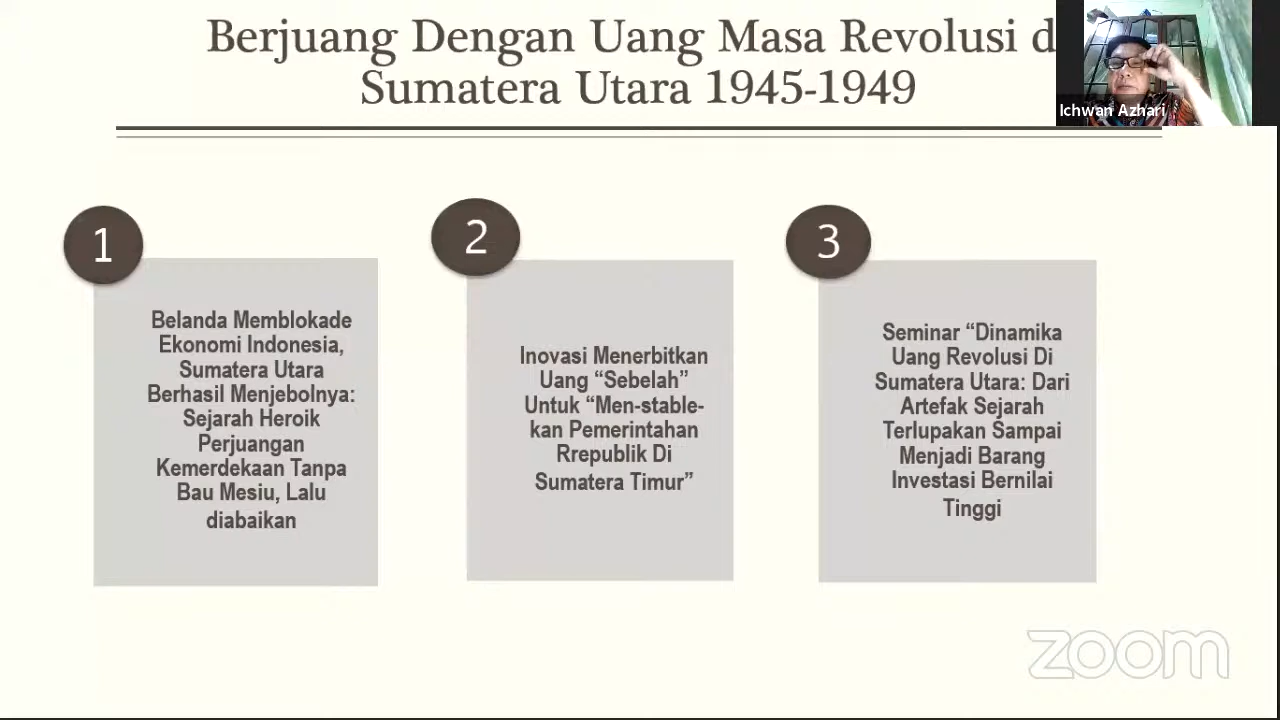 Berjuang Dengan Uang Masa Revolusi d
Sumatera Utara 1945-1949
Ichwan Azhari
1
Belanda Memblokade
Ekonomi Indonesia,
Sumatera Utara
Berhasil Menjebolnya:
Sejarah Heroik
Perjuangan
Kemerdekaan Tanpa
Bau Mesiu, Lalu
diabaikan
2
Inovasi Menerbitkan
Uang “Sebelah”
Untuk “Men-stable-
kan Pemerintahan
Rrepublik Di
Sumatera Timur”
3
Seminar “Dinamika
Uang Revolusi Di
Sumatera Utara: Dari
Artefak Sejarah
Terlupakan Sampai
Menjadi Barang
Investasi Bernilai
Tinggi
zoom